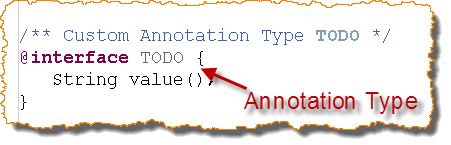 /** Custom Annotation Type TODO */
@interface TODO {
String value();
}
Annotation Type